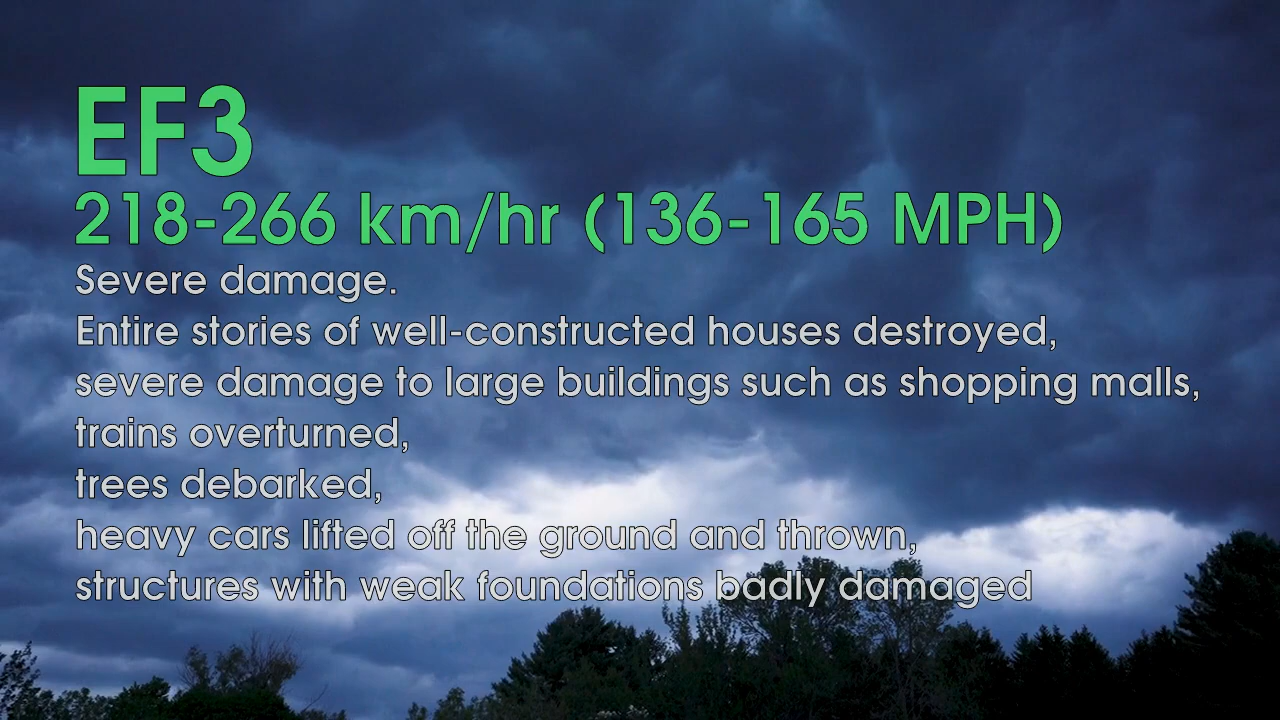 EF3
218-266 km/hr (136-165 MPH)
Severe damage.
Entire stories of well-constructed houses destroyed,
severe damage to large buildings such as shopping malls,
trains overturned,
trees debarked,
heavy cars lifted off the ground and thrown,
structures with weak foundations badly damaged